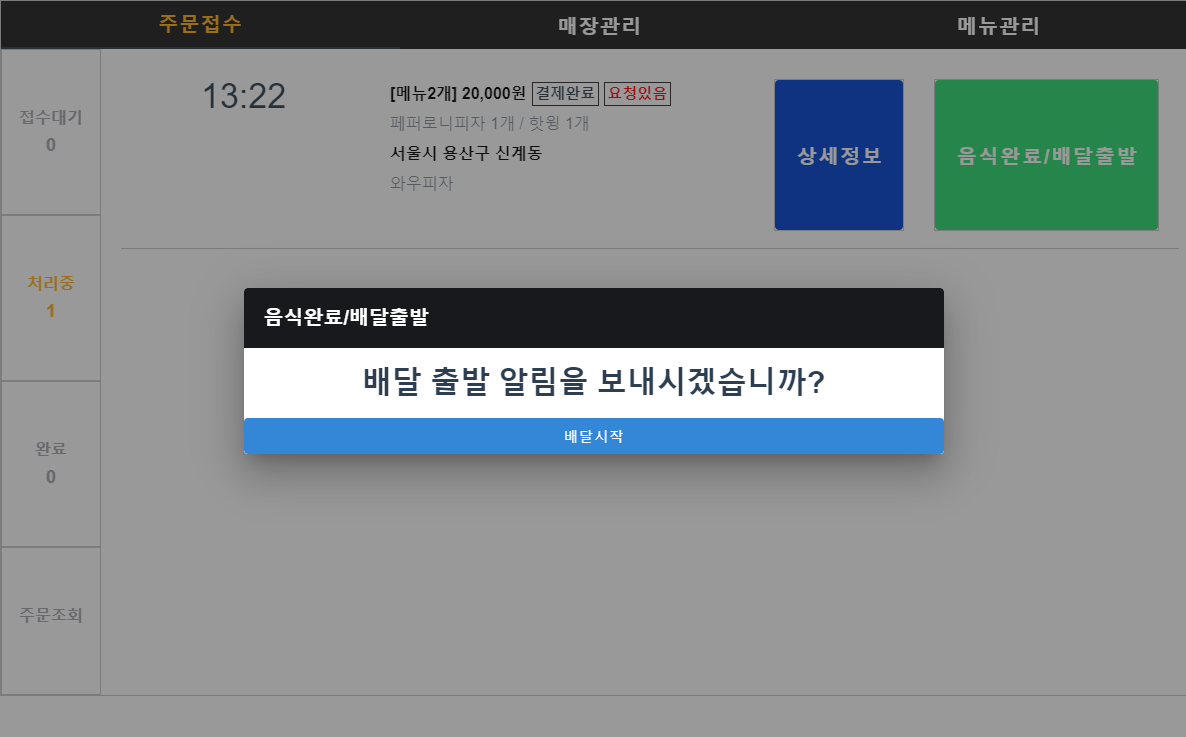 주문접수 매장관리 메뉴관리
접수대기
0
처리중
1
완료
0
주문조회
13:22
[메뉴2개] 20,000원 결제완료 요청있음
페퍼로니피자 1개 / 핫윙 1개
서울시 용산구 신계동
와우피자
상세정보
음식완료/배달출발
음식완료/배달출발
배달 출발 알림을 보내시겠습니까?
배달시작